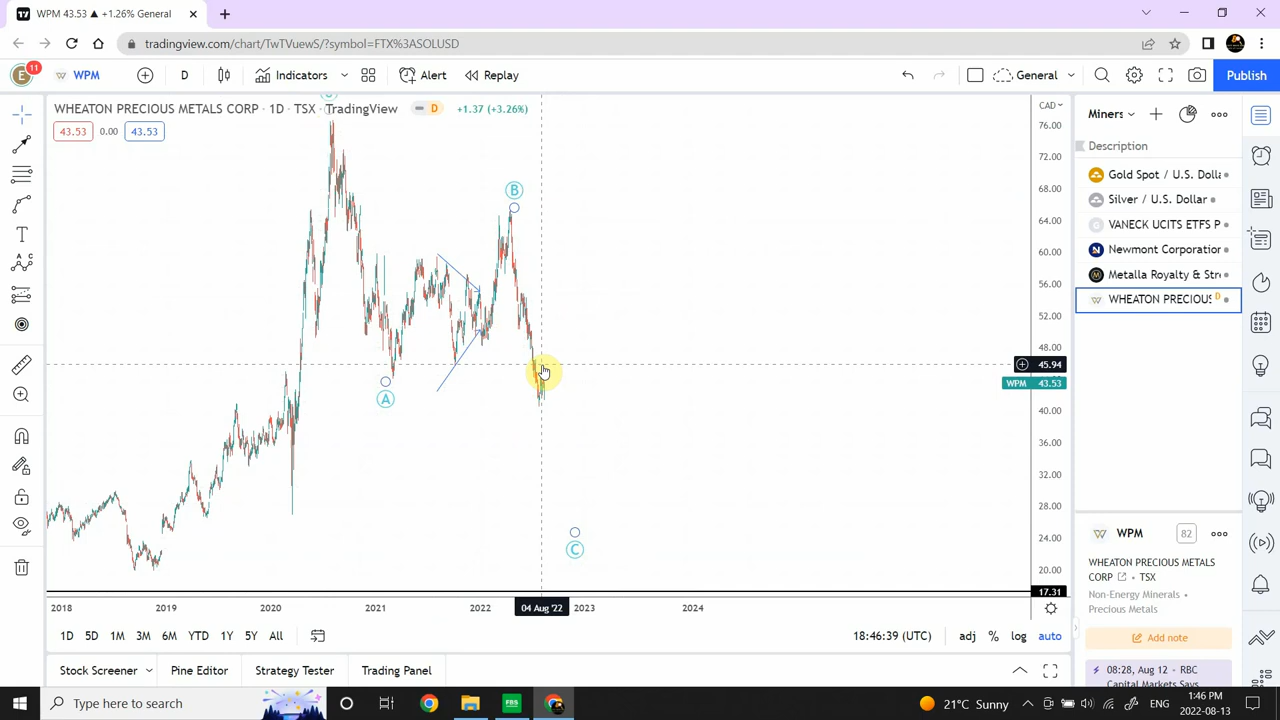 WPM 43.53 ▲ +1.26% General
tradingview.com/chart/TwTVuewS/?symbol=FTX%3ASOLUSD
E
11
WPM
D
Indicators
Alert
Replay
General
Publish
WHEATON PRECIOUS METALS CORP · 1D · TSX · TradingView
D
+1.37 (+3.26%)
43.53
0.00
43.53
CAD
Miners
Description
Gold Spot / U.S. Dolla
Silver / U.S. Dollar
VANECK UCITS ETFS P
Newmont Corporation
Metalla Royalty & Str
WHEATON PRECIOUS
D
76.00
72.00
68.00
64.00
60.00
56.00
52.00
48.00
45.94
WPM 43.53
40.00
36.00
32.00
28.00
24.00
20.00
17.31
B
A
C
2018
2019
2020
2021
2022
04 Aug '22
2023
2024
WPM
82
WHEATON PRECIOUS METALS
CORP • TSX
Non-Energy Minerals •
Precious Metals
Add note
08:28, Aug 12 • RBC
Capital Markets Says
1D 5D 1M 3M 6M YTD 1Y 5Y All
18:46:39 (UTC)
adj % log auto
Stock Screener
Pine Editor
Strategy Tester
Trading Panel
Type here to search
FBS
21°C Sunny
ENG
1:46 PM
2022-08-13